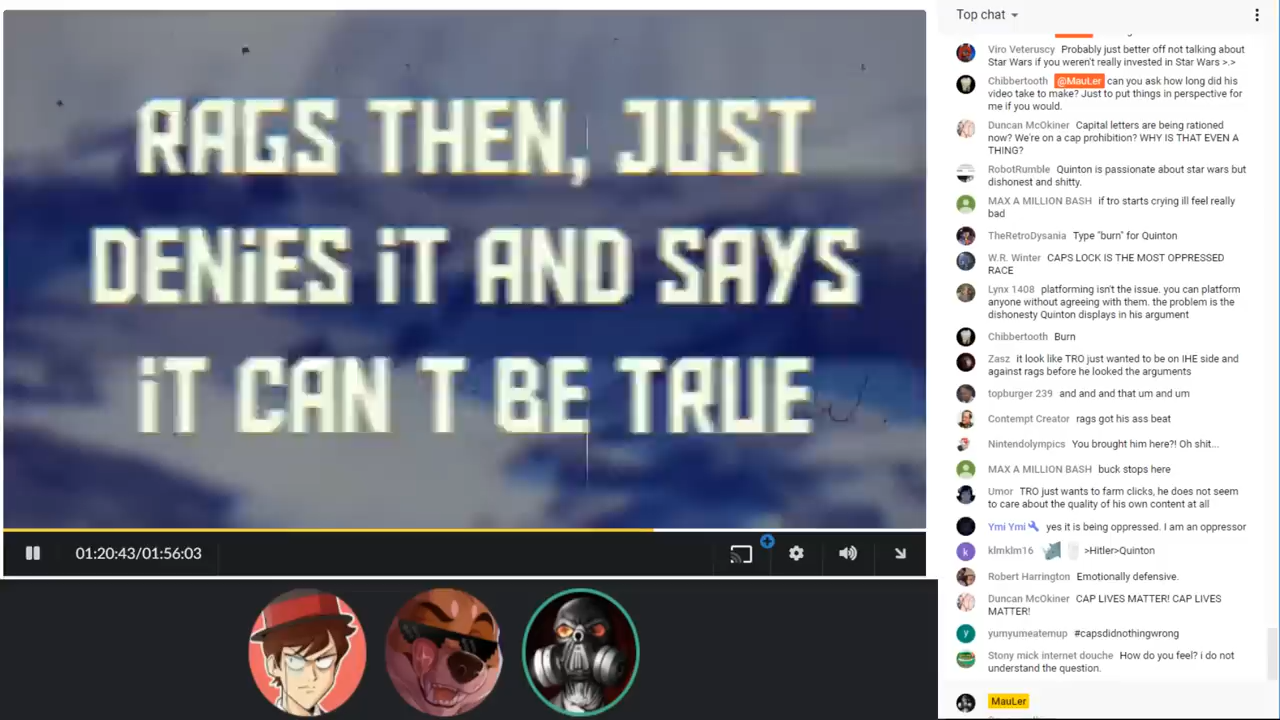 RAGS THEN, JUST
DENiES iT AND SAYS
iT CAN T BE TRUE
01:20:43/01:56:03
Top chat
Viro Veteruscy Probably just better off not talking about
Star Wars if you weren't really invested in Star Wars >.>
Chibbertooth @MauLer can you ask how long did his
video take to make? Just to put things in perspective for
me if you would.
Duncan McOkiner Capital letters are being rationed
now? We're on a cap prohibition? WHY IS THAT EVEN A
THING?
RobotRumble Quinton is passionate about star wars but
dishonest and shitty.
MAX A MILLION BASH if tro starts crying ill feel really
bad
TheRetroDysania Type "burn" for Quinton
W.R. Winter CAPS LOCK IS THE MOST OPPRESSED
RACE
Lynx 1408 platforming isn't the issue. you can platform
anyone without agreeing with them. the problem is the
dishonesty Quinton displays in his argument
Chibbertooth Burn
Zasz it look like TRO just wanted to be on IHE side and
against rags before he looked the arguments
topburger 239 and and and that um and um
Contempt Creator rags got his ass beat
Nintendolympics You brought him here?! Oh shit...
MAX A MILLION BASH buck stops here
Umor TRO just wants to farm clicks, he does not seem
to care about the quality of his own content at all
Ymi Ymi yes it is being oppressed. I am an oppressor
k klmklm16 >Hitler>Quinton
Robert Harrington Emotionally defensive.
Duncan McOkiner CAP LIVES MATTER! CAP LIVES
MATTER!
y yumyumeatemup #capsdidnothingwrong
Stony mick internet douche How do you feel? i do not
understand the question.
MauLer